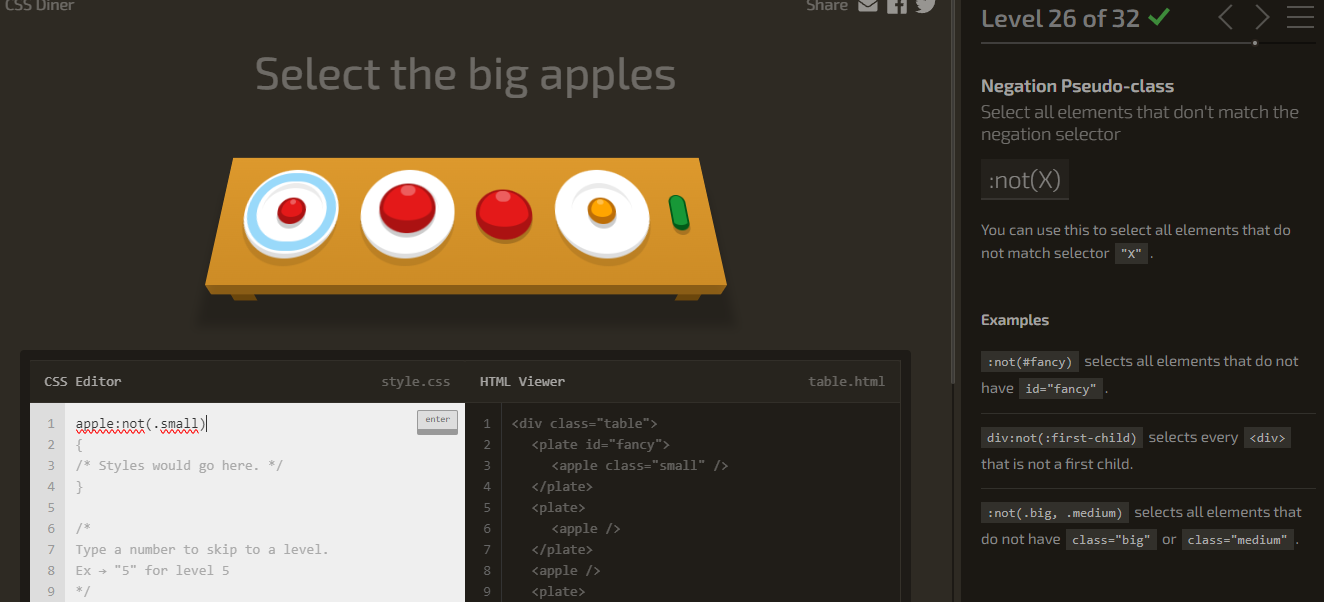 CSS Diner
Share
Level 26 of 32
Select the big apples
Negation Pseudo-class
Select all elements that don't match the
negation selector
:not(X)
You can use this to select all elements that do
not match selector "X" .
Examples
:not(#fancy) selects all elements that do not
have id="fancy" .
div:not(:first-child) selects every <div>
that is not a first child.
:not(.big, .medium) selects all elements that
do not have class="big" or class="medium" .
CSS Editor style.css
enter
1 apple:not(.small)
2 {
3 /* Styles would go here. */
4 }
5
6 /*
7 Type a number to skip to a level.
8 Ex → "5" for level 5
9 */
HTML Viewer table.html
1 <div class="table">
2 <plate id="fancy">
3 <apple class="small" />
4 </plate>
5 <plate>
6 <apple />
7 </plate>
8 <apple />
9 <plate>